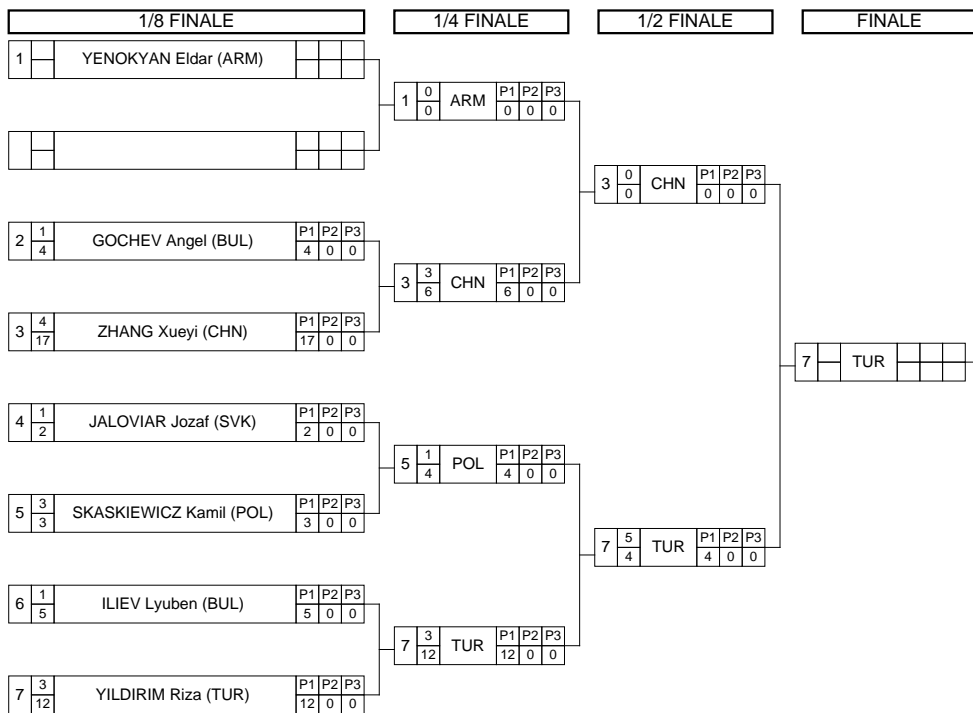 1/8 FINALE 1/4 FINALE 1/2 FINALE FINALE
1 YENOKYAN Eldar (ARM)
1 0 0 ARM P1 P2 P3 0 0 0
3 0 0 CHN P1 P2 P3 0 0 0
2 1 4 GOCHEV Angel (BUL) P1 P2 P3 4 0 0
3 3 6 CHN P1 P2 P3 6 0 0
3 4 17 ZHANG Xueyi (CHN) P1 P2 P3 17 0 0
7 TUR
4 1 2 JALOVIAR Jozaf (SVK) P1 P2 P3 2 0 0
5 1 4 POL P1 P2 P3 4 0 0
5 3 3 SKASKIEWICZ Kamil (POL) P1 P2 P3 3 0 0
7 5 4 TUR P1 P2 P3 4 0 0
6 1 5 ILIEV Lyuben (BUL) P1 P2 P3 5 0 0
7 3 12 TUR P1 P2 P3 12 0 0
7 3 12 YILDIRIM Riza (TUR) P1 P2 P3 12 0 0